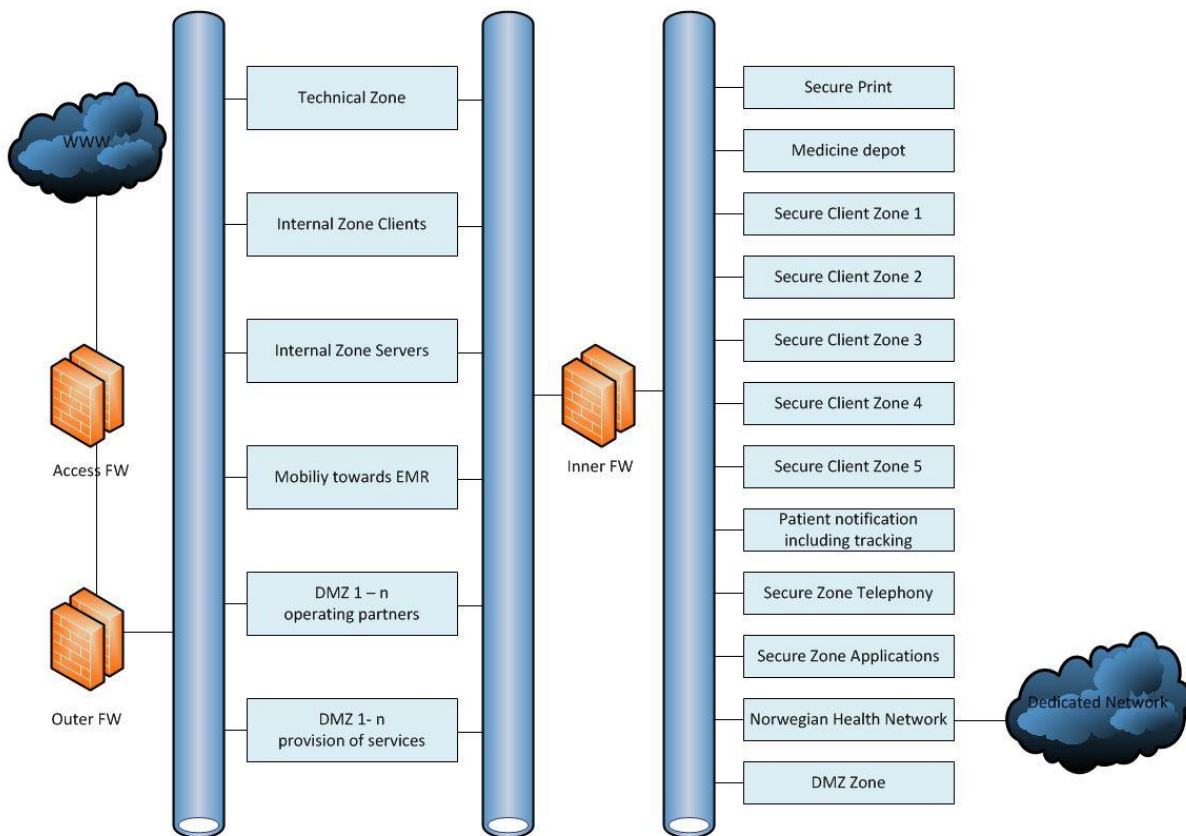 WWW
Access FW
Outer FW
Technical Zone
Internal Zone Clients
Internal Zone Servers
Mobiliy towards EMR
DMZ 1 – n
operating partners
DMZ 1- n
provision of services
Inner FW
Secure Print
Medicine depot
Secure Client Zone 1
Secure Client Zone 2
Secure Client Zone 3
Secure Client Zone 4
Secure Client Zone 5
Patient notification
including tracking
Secure Zone Telephony
Secure Zone Applications
Norwegian Health Network
DMZ Zone
Dedicated Network